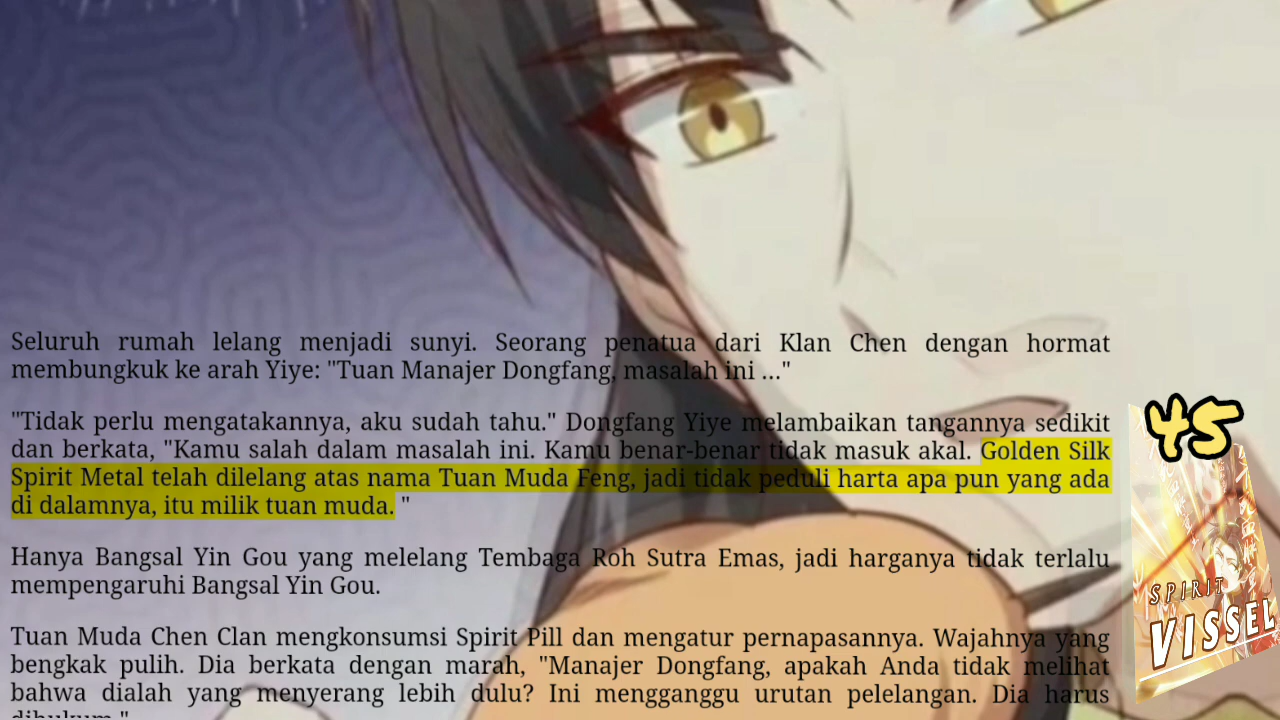 Seluruh rumah lelang menjadi sunyi. Seorang penatua dari Klan Chen dengan hormat
membungkuk ke arah Yiye: "Tuan Manajer Dongfang, masalah ini ..."
"Tidak perlu mengatakannya, aku sudah tahu." Dongfang Yiye melambaikan tangannya sedikit
dan berkata, "Kamu salah dalam masalah ini. Kamu benar-benar tidak masuk akal. Golden Silk
Spirit Metal telah dilelang atas nama Tuan Muda Feng, jadi tidak peduli harta apa pun yang ada
di dalamnya, itu milik tuan muda. "
Hanya Bangsal Yin Gou yang melelang Tembaga Roh Sutra Emas, jadi harganya tidak terlalu
mempengaruhi Bangsal Yin Gou.
Tuan Muda Chen Clan mengkonsumsi Spirit Pill dan mengatur pernapasannya. Wajahnya yang
bengkak pulih. Dia berkata dengan marah, "Manajer Dongfang, apakah Anda tidak melihat
bahwa dialah yang menyerang lebih dulu? Ini mengganggu urutan pelelangan. Dia harus
dihukum."
45
SPIRIT
VISSEL